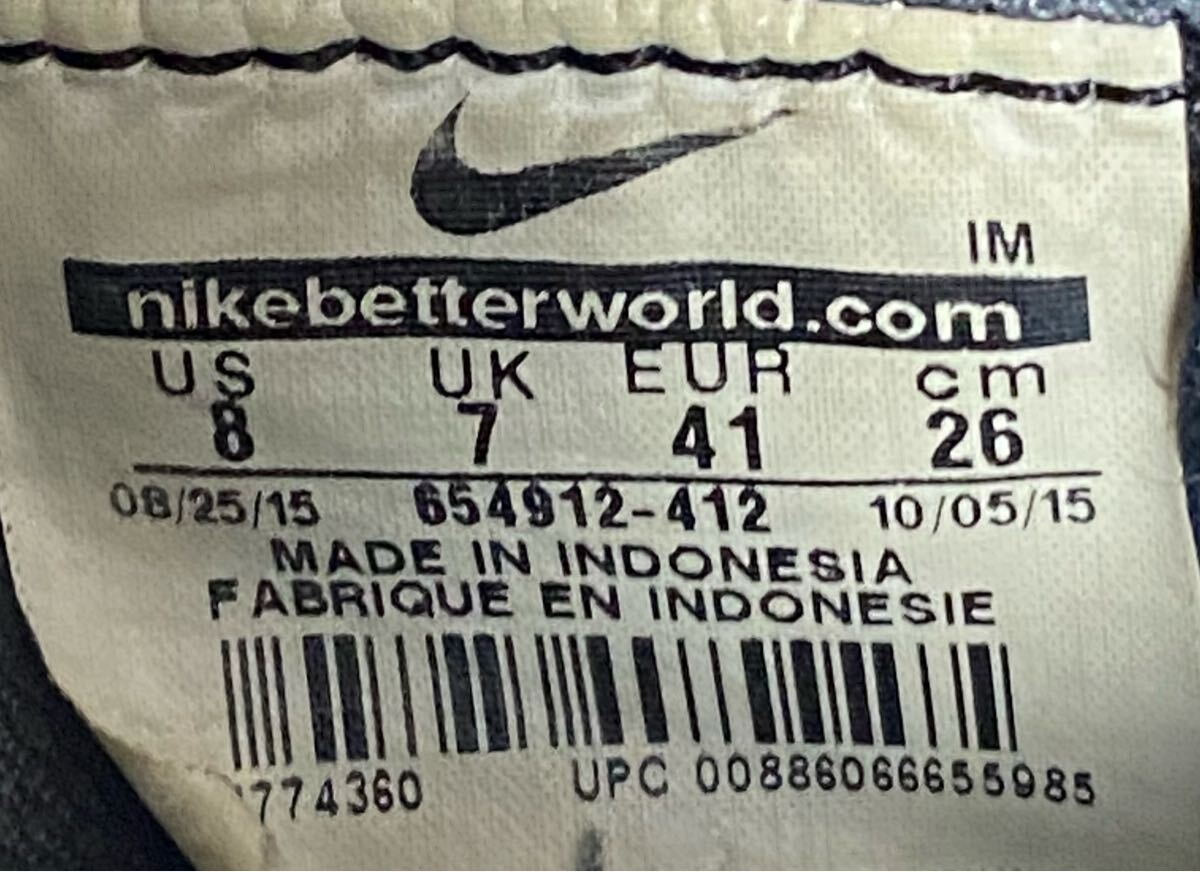 IM
nikebetterworld.com
US UK EUR cm
8 7 41 26
08/25/15 654912-412 10/05/15
MADE IN INDONESIA
FABRIQUE EN INDONESIE
774360 UPC 00886066655985